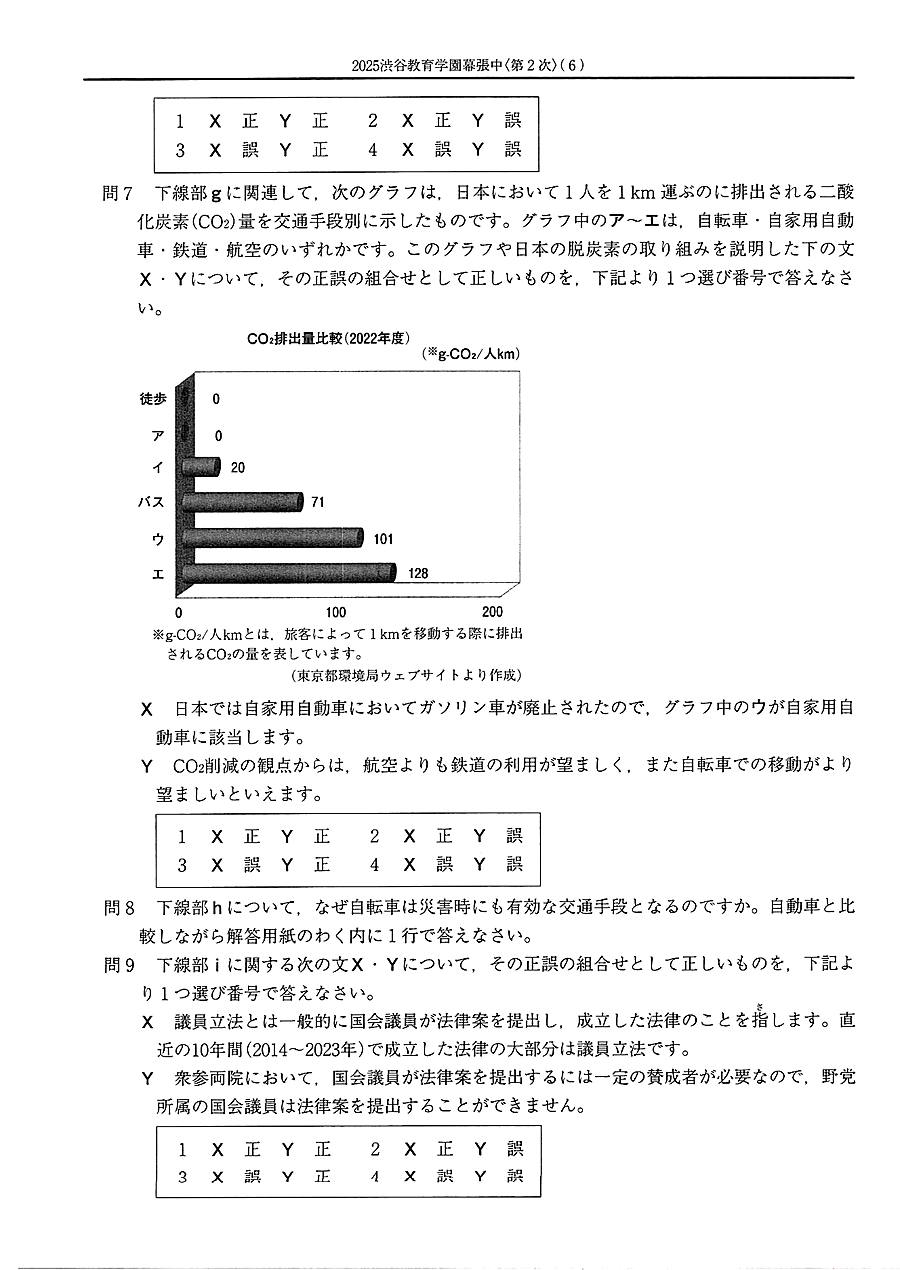 2025渋谷教育学園幕張中〈第2次〉(6)
1 X 正 Y 正 2 X 正 Y 誤
3 X 誤 Y 正 4 X 誤 Y 誤
問7 下線部gに関連して，次のグラフは，日本において1人を1km運ぶのに排出される二酸
化炭素(CO₂)量を交通手段別に示したものです。グラフ中のア〜エは，自転車・自家用自動
車・鉄道・航空のいずれかです。このグラフや日本の脱炭素の取り組みを説明した下の文
X・Yについて，その正誤の組合せとして正しいものを，下記より1つ選び番号で答えなさ
い。
CO₂排出量比較(2022年度)
(※g-CO₂/人km)
徒歩 0
ア 0
イ 20
バス 71
ウ 101
エ 128
0 100 200
※g-CO₂/人kmとは，旅客によって1kmを移動する際に排出
されるCO₂の量を表しています。
(東京都環境局ウェブサイトより作成)
X 日本では自家用自動車においてガソリン車が廃止されたので，グラフ中のウが自家用自
動車に該当します。
Y CO₂削減の観点からは，航空よりも鉄道の利用が望ましく，また自転車での移動がより
望ましいといえます。
1 X 正 Y 正 2 X 正 Y 誤
3 X 誤 Y 正 4 X 誤 Y 誤
問8 下線部hについて，なぜ自転車は災害時にも有効な交通手段となるのですか。自動車と比
較しながら解答用紙のわく内に1行で答えなさい。
問9 下線部iに関する次の文X・Yについて，その正誤の組合せとして正しいものを，下記よ
り1つ選び番号で答えなさい。
X 議員立法とは一般的に国会議員が法律案を提出し，成立した法律のことを指さします。直
近の10年間(2014〜2023年)で成立した法律の大部分は議員立法です。
Y 衆参両院において，国会議員が法律案を提出するには一定の賛成者が必要なので，野党
所属の国会議員は法律案を提出することができません。
1 X 正 Y 正 2 X 正 Y 誤
3 X 誤 Y 正 4 X 誤 Y 誤